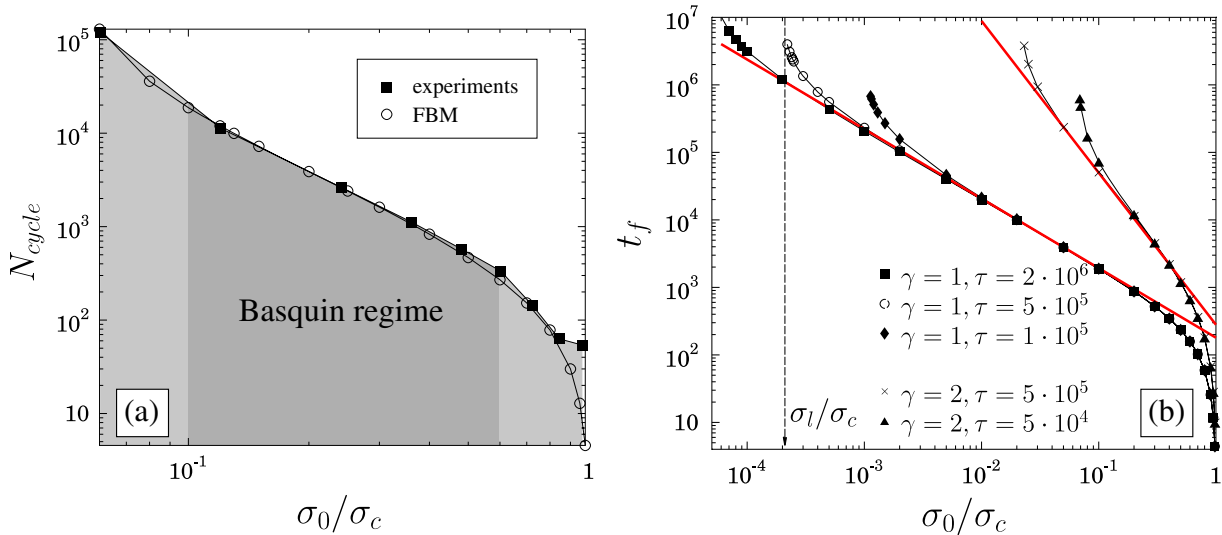 10^5
10^4
10^3
10^2
10
N_{cycle}
experiments
FBM
Basquin regime
(a)
10^{-1}
1
σ_0/σ_c
10^7
10^6
10^5
10^4
10^3
10^2
10
t_f
γ = 1, τ = 2 · 10^6
γ = 1, τ = 5 · 10^5
γ = 1, τ = 1 · 10^5
γ = 2, τ = 5 · 10^5
γ = 2, τ = 5 · 10^4
σ_l/σ_c
(b)
10^{-4}
10^{-3}
10^{-2}
10^{-1}
1
σ_0/σ_c